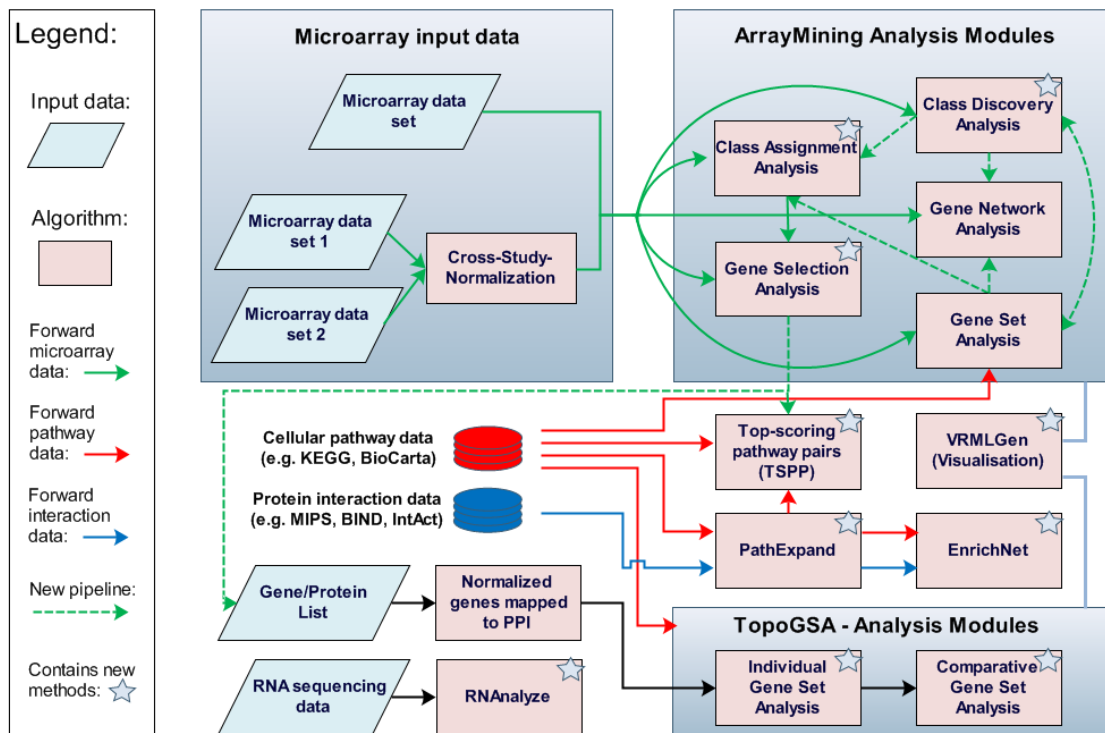 Legend:
Input data:
Algorithm:
Forward
microarray
data:
Forward
pathway
data:
Forward
interaction
data:
New pipeline:
Contains new
methods:
Microarray input data
Microarray data
set
Microarray data
set 1
Microarray data
set 2
Cross-Study-
Normalization
ArrayMining Analysis Modules
Class Discovery
Analysis
Class Assignment
Analysis
Gene Network
Analysis
Gene Selection
Analysis
Gene Set
Analysis
Cellular pathway data
(e.g. KEGG, BioCarta)
Protein interaction data
(e.g. MIPS, BIND, IntAct)
Top-scoring
pathway pairs
(TSPP)
VRMLGen
(Visualisation)
PathExpand
EnrichNet
Gene/Protein
List
Normalized
genes mapped
to PPI
RNA sequencing
data
RNAnalyze
TopoGSA - Analysis Modules
Individual
Gene Set
Analysis
Comparative
Gene Set
Analysis